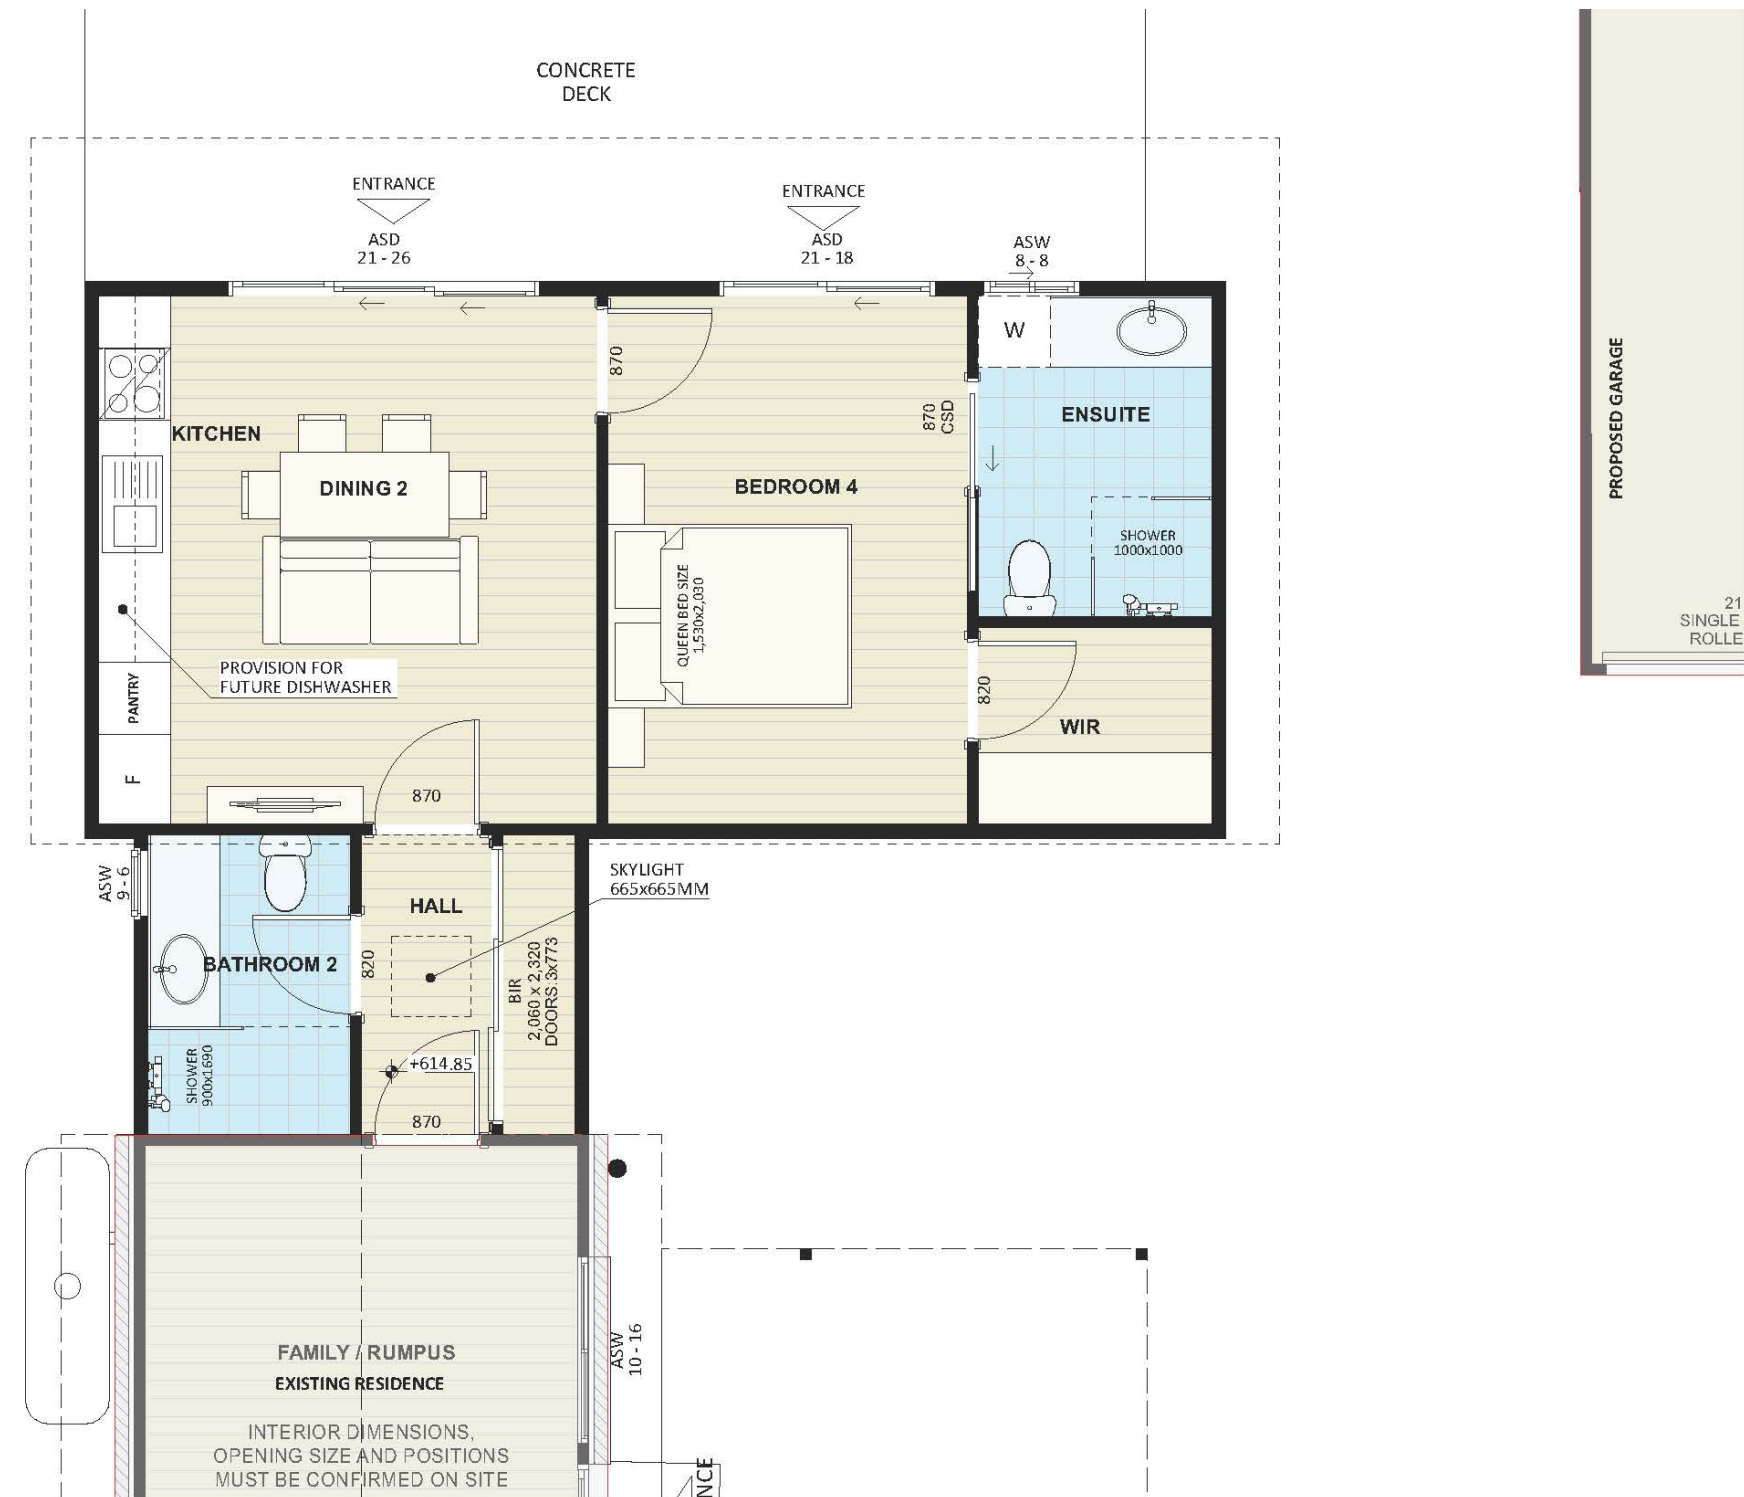 CONCRETE
DECK
ENTRANCE
ASD
21 - 26
ENTRANCE
ASD
21 - 18
ASW
8 - 8
W
870
870
CSD
ENSUITE
KITCHEN
DINING 2
BEDROOM 4
SHOWER
1000x1000
QUEEN BED SIZE
1,530x2,030
PROVISION FOR
FUTURE DISHWASHER
PANTRY
F
870
820
WIR
PROPOSED GARAGE
21
SINGLE
ROLLE
ASW
9 - 6
HALL
SKYLIGHT
665x665MM
BATHROOM 2
820
BIR
2,060 x 2,320
DOORS:3x773
+614.85
SHOWER
900x1690
870
FAMILY / RUMPUS
EXISTING RESIDENCE
INTERIOR DIMENSIONS,
OPENING SIZE AND POSITIONS
MUST BE CONFIRMED ON SITE
ASW
10 - 16
NCE